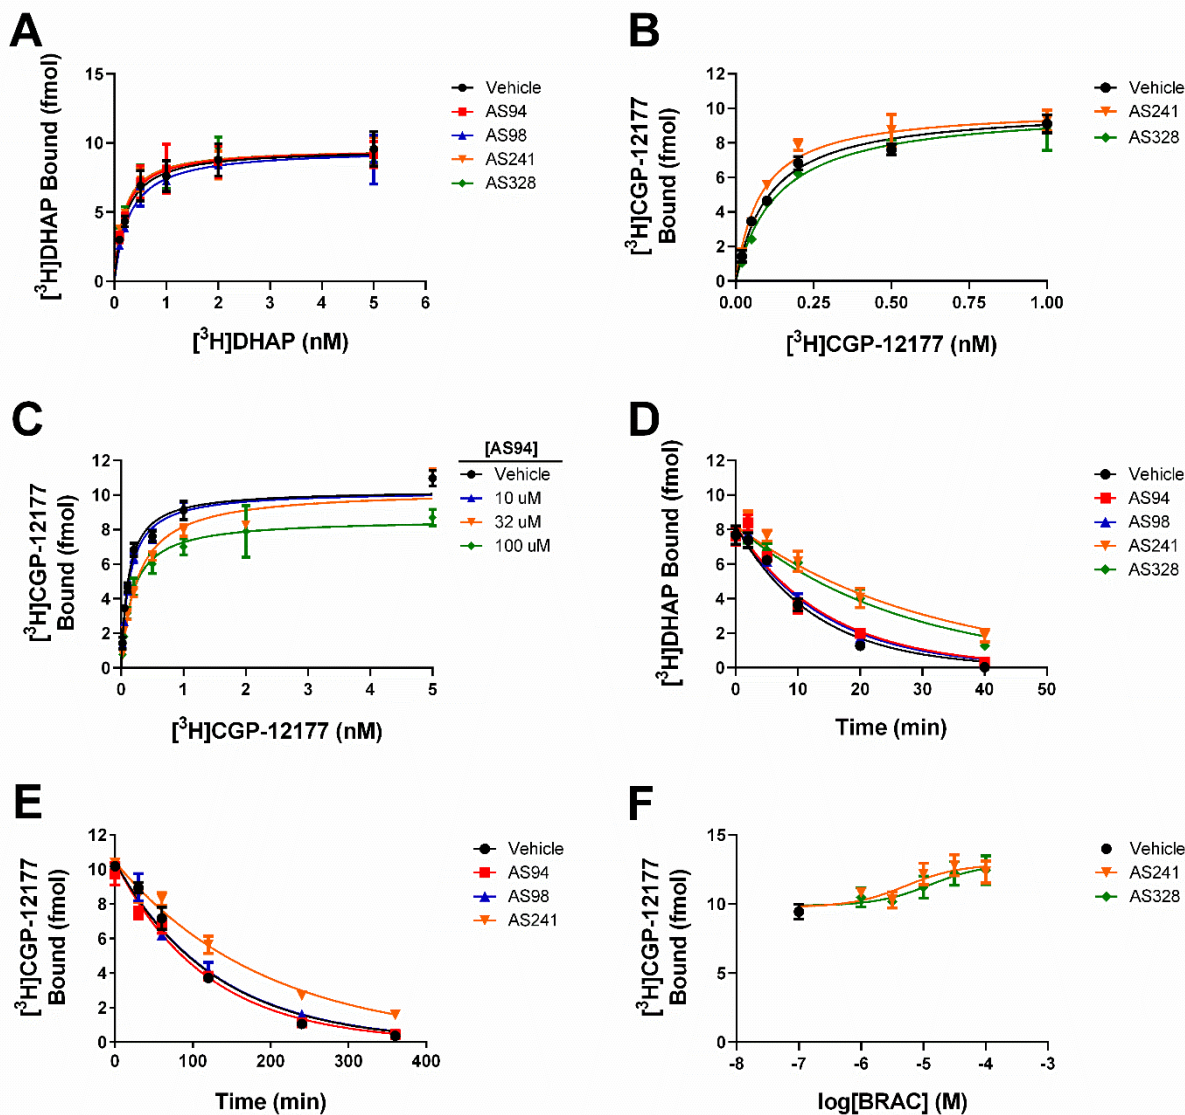 A
15
10
5
0
[³H]DHAP Bound (fmol)
0 1 2 3 4 5 6
[³H]DHAP (nM)
Vehicle
AS94
AS98
AS241
AS328
B
12
10
8
6
4
2
0
[³H]CGP-12177
Bound (fmol)
0.00 0.25 0.50 0.75 1.00
[³H]CGP-12177 (nM)
Vehicle
AS241
AS328
C
12
10
8
6
4
2
0
[³H]CGP-12177
Bound (fmol)
0 1 2 3 4 5
[³H]CGP-12177 (nM)
[AS94]
Vehicle
10 uM
32 uM
100 uM
D
12
10
8
6
4
2
0
[³H]DHAP Bound (fmol)
0 10 20 30 40 50
Time (min)
Vehicle
AS94
AS98
AS241
AS328
E
12
10
8
6
4
2
0
[³H]CGP-12177
Bound (fmol)
0 100 200 300 400
Time (min)
Vehicle
AS94
AS98
AS241
F
15
10
5
0
[³H]CGP-12177
Bound (fmol)
-8 -7 -6 -5 -4 -3
log[BRAC] (M)
Vehicle
AS241
AS328